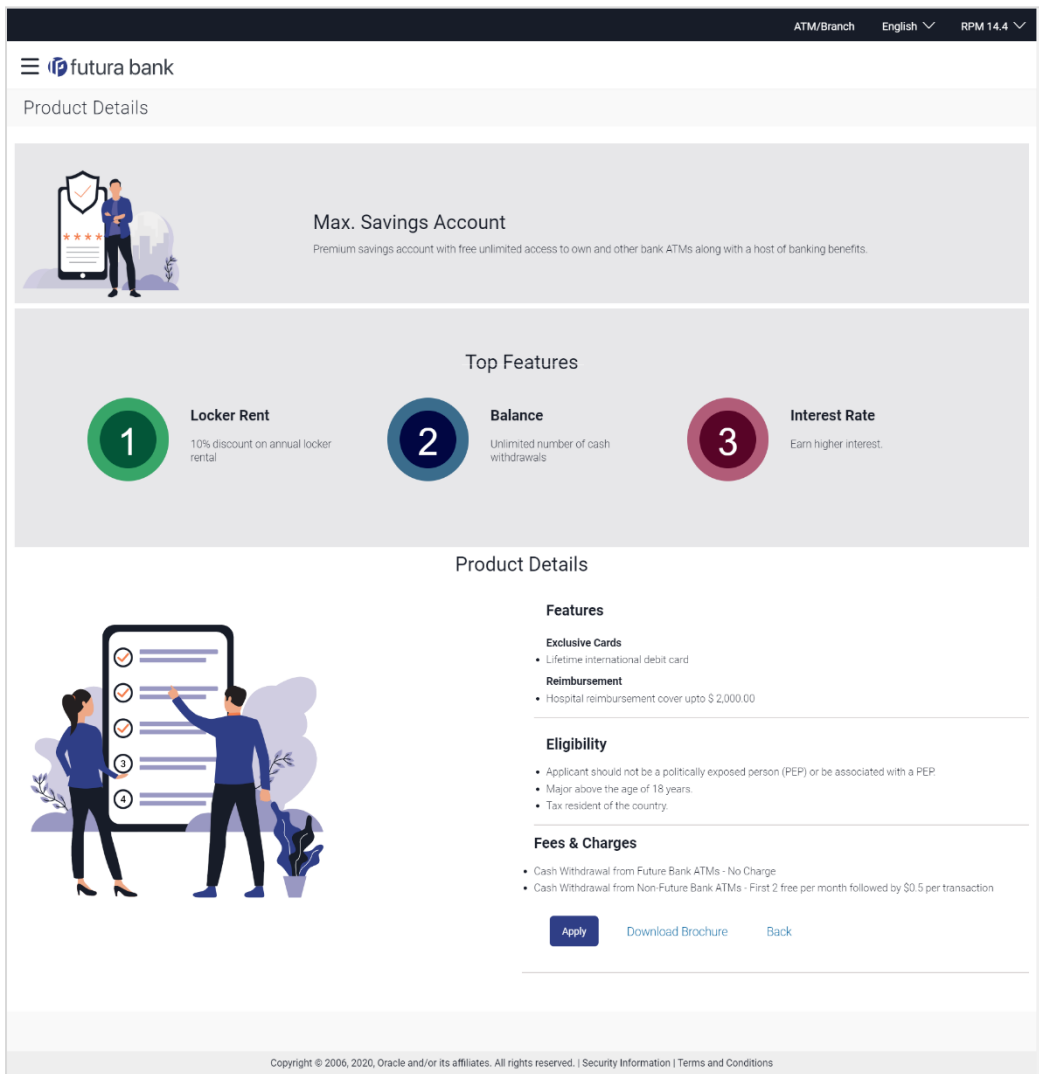 ATM/Branch English RPM 14.4
futura bank
Product Details
Max. Savings Account
Premium savings account with free unlimited access to own and other bank ATMs along with a host of banking benefits.
Top Features
1
Locker Rent
10% discount on annual locker
rental
2
Balance
Unlimited number of cash
withdrawals
3
Interest Rate
Earn higher interest.
Product Details
3
4
Features
Exclusive Cards
• Lifetime international debit card
Reimbursement
• Hospital reimbursement cover upto $ 2,000.00
Eligibility
• Applicant should not be a politically exposed person (PEP) or be associated with a PEP.
• Major above the age of 18 years.
• Tax resident of the country.
Fees & Charges
• Cash Withdrawal from Future Bank ATMs - No Charge
• Cash Withdrawal from Non-Future Bank ATMs - First 2 free per month followed by $0.5 per transaction
Apply Download Brochure Back
Copyright © 2006, 2020, Oracle and/or its affiliates. All rights reserved. | Security Information | Terms and Conditions